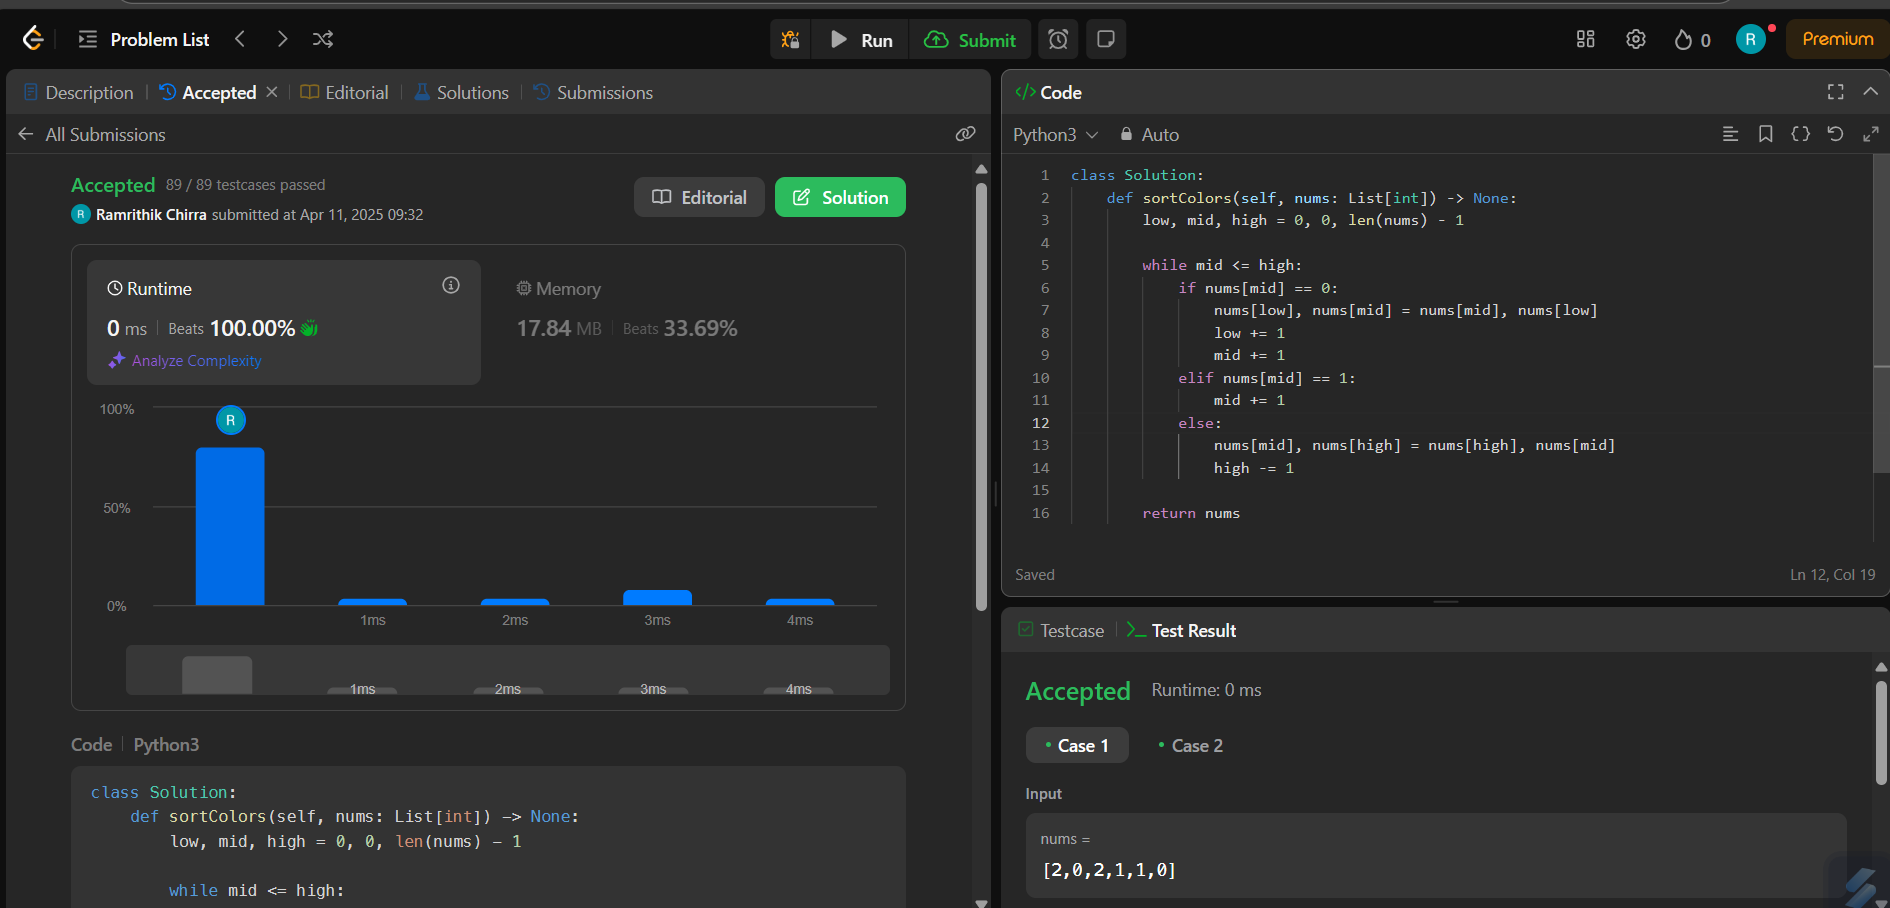 Problem List
Run
Submit
0
R
Premium
Description
Accepted
Editorial
Solutions
Submissions
All Submissions
Accepted 89 / 89 testcases passed
R Ramrithik Chirra submitted at Apr 11, 2025 09:32
Editorial
Solution
Runtime
0 ms Beats 100.00%
Analyze Complexity
Memory
17.84 MB Beats 33.69%
100%
R
50%
0%
1ms 2ms 3ms 4ms
1ms 2ms 3ms 4ms
Code Python3
class Solution:
    def sortColors(self, nums: List[int]) -> None:
        low, mid, high = 0, 0, len(nums) - 1
        while mid <= high:
</> Code
Python3 Auto
1 class Solution:
2     def sortColors(self, nums: List[int]) -> None:
3         low, mid, high = 0, 0, len(nums) - 1
4
5         while mid <= high:
6             if nums[mid] == 0:
7                 nums[low], nums[mid] = nums[mid], nums[low]
8                 low += 1
9                 mid += 1
10             elif nums[mid] == 1:
11                 mid += 1
12             else:
13                 nums[mid], nums[high] = nums[high], nums[mid]
14                 high -= 1
15
16         return nums
Saved
Ln 12, Col 19
Testcase
Test Result
Accepted Runtime: 0 ms
Case 1
Case 2
Input
nums =
[2,0,2,1,1,0]